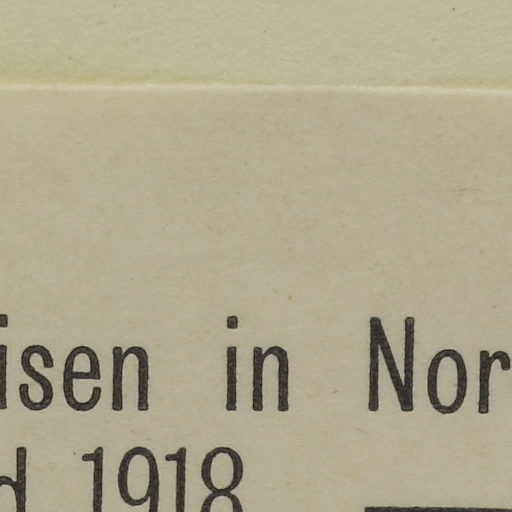 isen in Nor
d 1918